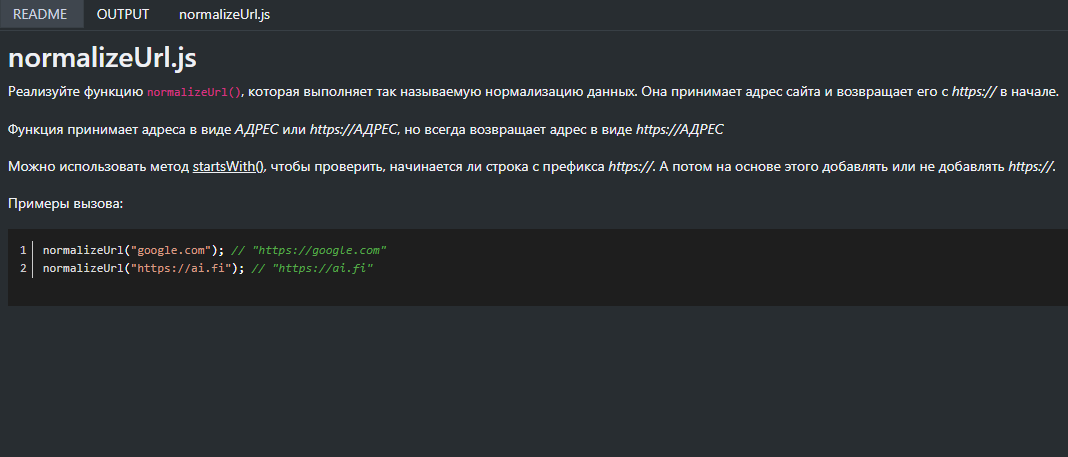 README OUTPUT normalizeUrl.js
normalizeUrl.js
Реализуйте функцию normalizeUrl(), которая выполняет так называемую нормализацию данных. Она принимает адрес сайта и возвращает его с https:// в начале.
Функция принимает адреса в виде АДРЕС или https://АДРЕС, но всегда возвращает адрес в виде https://АДРЕС
Можно использовать метод startsWith(), чтобы проверить, начинается ли строка с префикса https://. А потом на основе этого добавлять или не добавлять https://.
Примеры вызова:
1 normalizeUrl("google.com"); // "https://google.com"
2 normalizeUrl("https://ai.fi"); // "https://ai.fi"